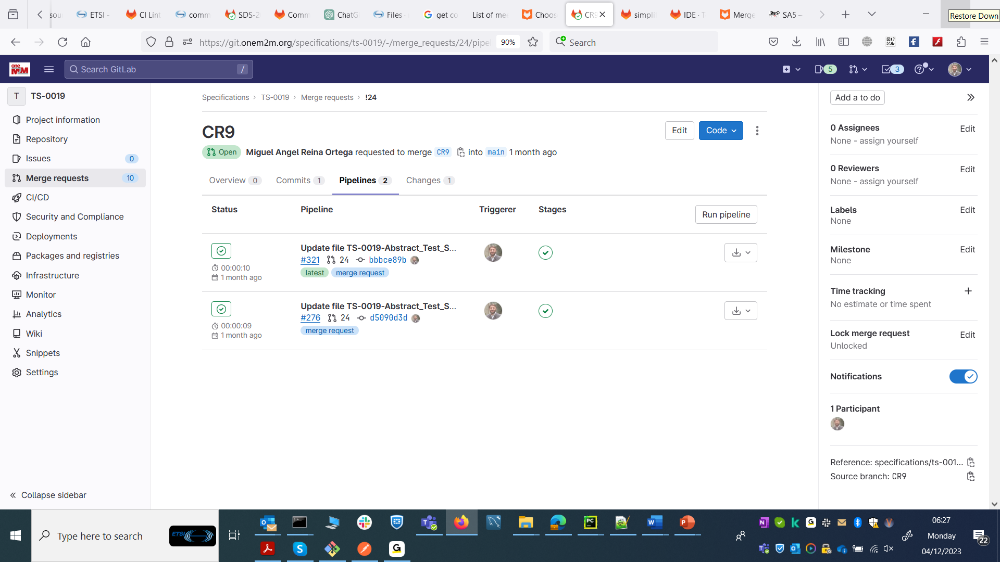 ETSI -
CI Lint
comm
SDS-2
Comm
ChatG
Files ·
get co
List of me
Choos
CR
simpli
IDE · T
Merge
SA5 –
Restore Down
https://git.onem2m.org/specifications/ts-0019/-/merge_requests/24/pipel
90%
Search
one
M2M
Search GitLab
/
5
3
T
TS-0019
Project information
Repository
Issues
0
Merge requests
10
CI/CD
Security and Compliance
Deployments
Packages and registries
Infrastructure
Monitor
Analytics
Wiki
Snippets
Settings
Collapse sidebar
Specifications › TS-0019 › Merge requests › !24
CR9
Edit
Code
Open
Miguel Angel Reina Ortega requested to merge CR9 into main 1 month ago
Overview 0
Commits 1
Pipelines 2
Changes 1
Status
Pipeline
Triggerer
Stages
Run pipeline
Update file TS-0019-Abstract_Test_S...
#321 24 bbbce89b
00:00:10
latest
merge request
1 month ago
Update file TS-0019-Abstract_Test_S...
#276 24 d5090d3d
00:00:09
merge request
1 month ago
Add a to do
0 Assignees
Edit
None - assign yourself
0 Reviewers
Edit
None - assign yourself
Labels
Edit
None
Milestone
Edit
None
Time tracking
No estimate or time spent
Lock merge request
Edit
Unlocked
Notifications
1 Participant
Reference: specifications/ts-001...
Source branch: CR9
Type here to search
ETSI
06:27
Monday
04/12/2023
22